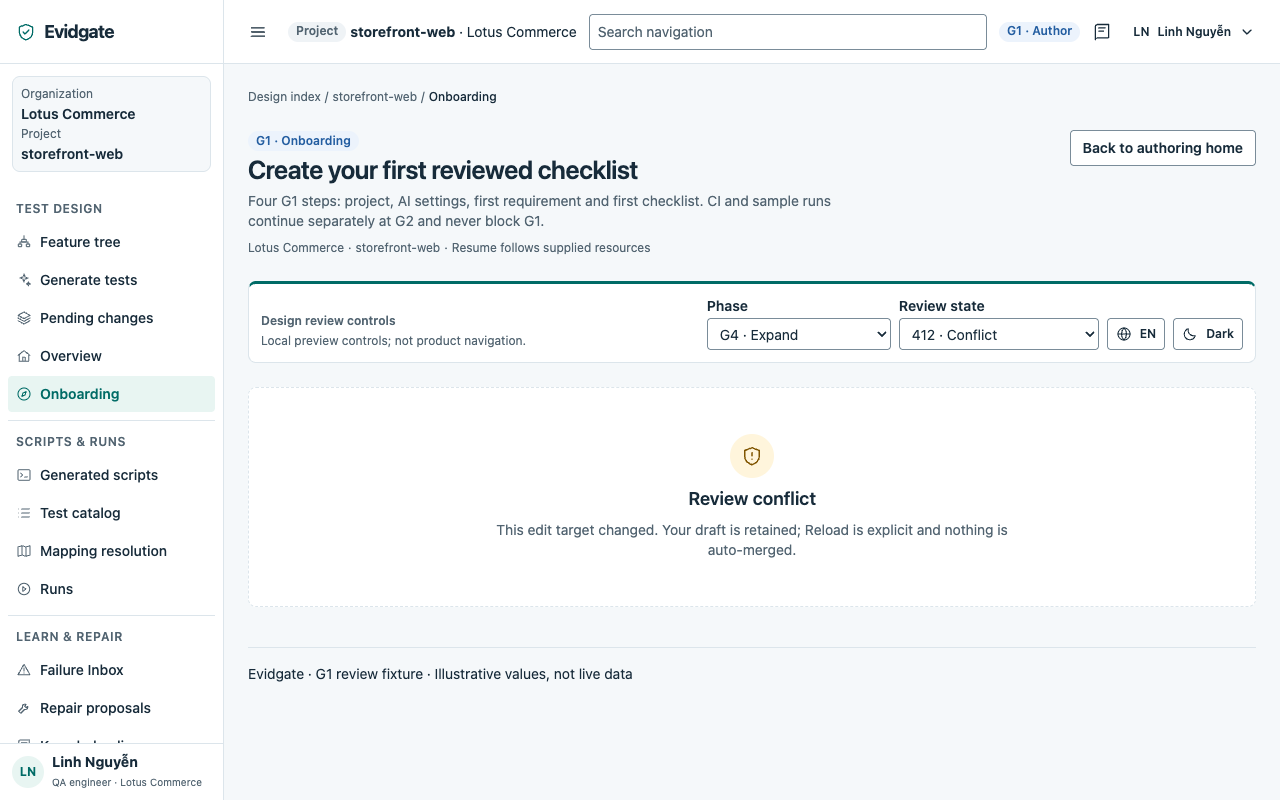 Evidgate
Project storefront-web · Lotus Commerce
Search navigation
G1 · Author
LN Linh Nguyễn
Organization
Lotus Commerce
Project
storefront-web
TEST DESIGN
Feature tree
Generate tests
Pending changes
Overview
Onboarding
SCRIPTS & RUNS
Generated scripts
Test catalog
Mapping resolution
Runs
LEARN & REPAIR
Failure Inbox
Repair proposals
LN
Linh Nguyễn
QA engineer · Lotus Commerce
Design index / storefront-web / Onboarding
G1 · Onboarding
Create your first reviewed checklist
Four G1 steps: project, AI settings, first requirement and first checklist. CI and sample runs
continue separately at G2 and never block G1.
Lotus Commerce · storefront-web · Resume follows supplied resources
Back to authoring home
Design review controls
Local preview controls; not product navigation.
Phase
G4 · Expand
Review state
412 · Conflict
EN
Dark
Review conflict
This edit target changed. Your draft is retained; Reload is explicit and nothing is
auto-merged.
Evidgate · G1 review fixture · Illustrative values, not live data